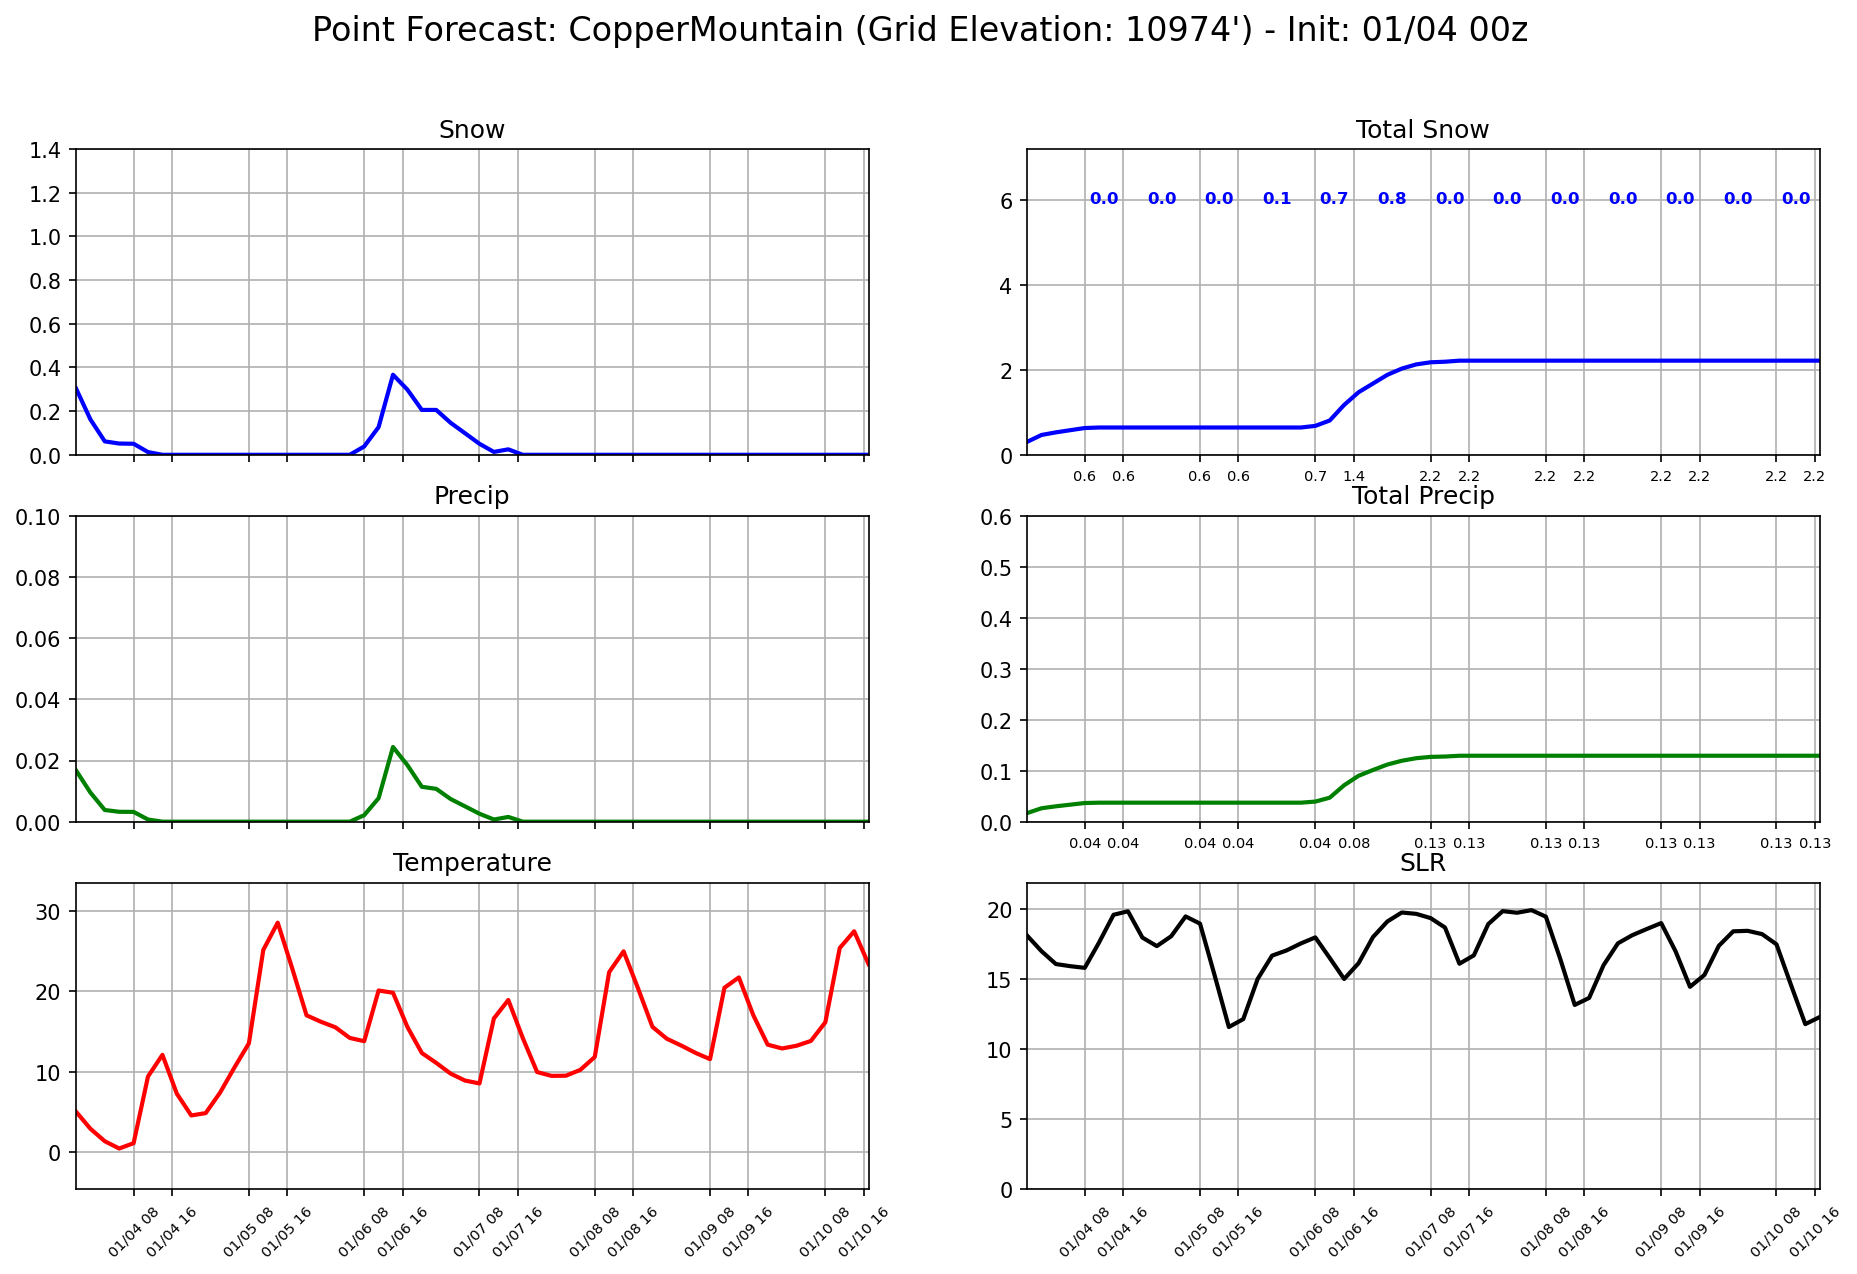 Point Forecast: CopperMountain (Grid Elevation: 10974') - Init: 01/04 00z
Snow
1.4
1.2
1.0
0.8
0.6
0.4
0.2
0.0
Total Snow
6
4
2
0
0.0 0.0 0.0 0.1 0.7 0.8 0.0 0.0 0.0 0.0 0.0 0.0 0.0
0.6 0.6 0.6 0.6 0.7 1.4 2.2 2.2 2.2 2.2 2.2 2.2 2.2 2.2
Precip
0.10
0.08
0.06
0.04
0.02
0.00
Total Precip
0.6
0.5
0.4
0.3
0.2
0.1
0.0
0.04 0.04 0.04 0.04 0.04 0.08 0.13 0.13 0.13 0.13 0.13 0.13 0.13 0.13
Temperature
30
20
10
0
01/04 08 01/04 16 01/05 08 01/05 16 01/06 08 01/06 16 01/07 08 01/07 16 01/08 08 01/08 16 01/09 08 01/09 16 01/10 08 01/10 16
SLR
20
15
10
5
0
01/04 08 01/04 16 01/05 08 01/05 16 01/06 08 01/06 16 01/07 08 01/07 16 01/08 08 01/08 16 01/09 08 01/09 16 01/10 08 01/10 16